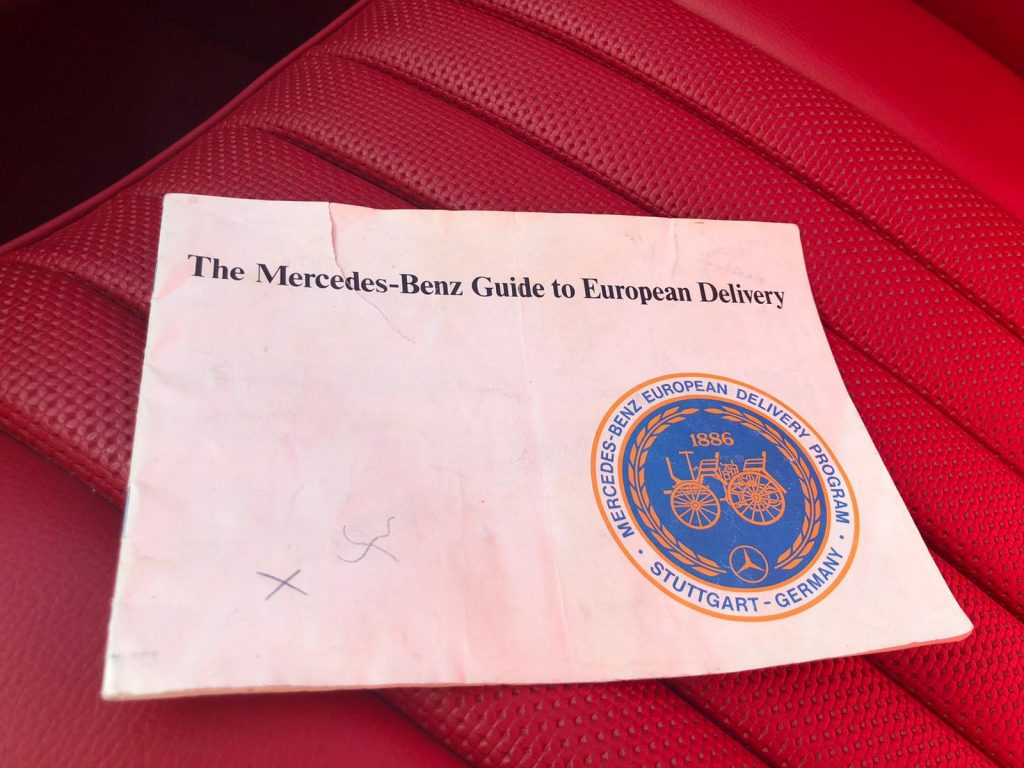 The Mercedes-Benz Guide to European Delivery
MERCEDES-BENZ EUROPEAN DELIVERY PROGRAM
1886
• STUTTGART - GERMANY •